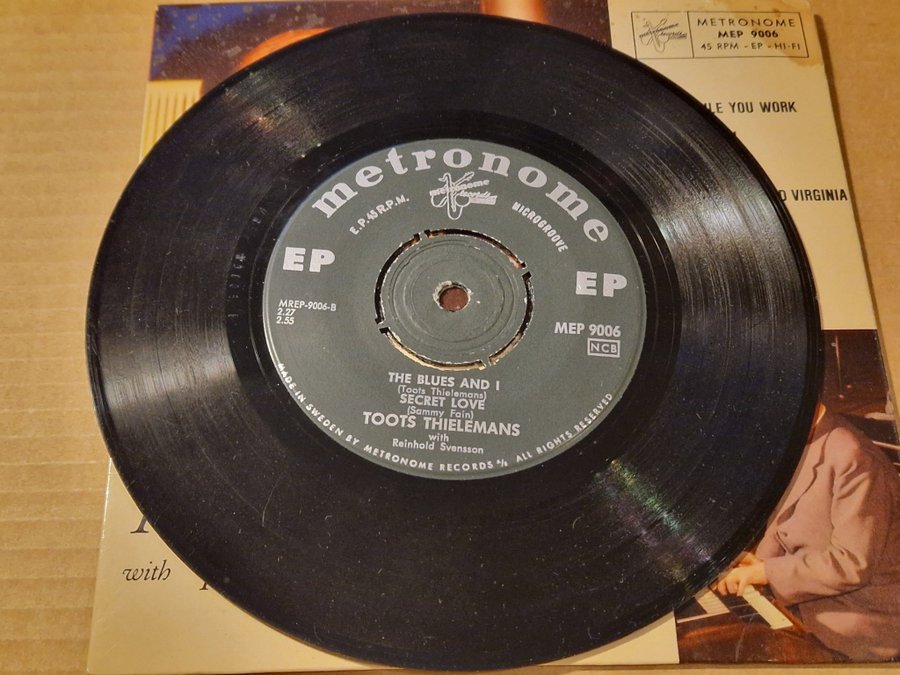 METRONOME
MEP 9006
45 RPM - EP - HI-FI
YOU WORK
VIRGINIA
metronome
E.P. 45 R.P.M.
metronome
records
MICROGROOVE
EP
EP
MREP-9006-B
2.27
2.55
MEP 9006
NCB
THE BLUES AND I
(Toots Thielemans)
SECRET LOVE
(Sammy Fain)
TOOTS THIELEMANS
with
Reinhold Svensson
MADE IN SWEDEN BY METRONOME RECORDS A/S ALL RIGHTS RESERVED
with